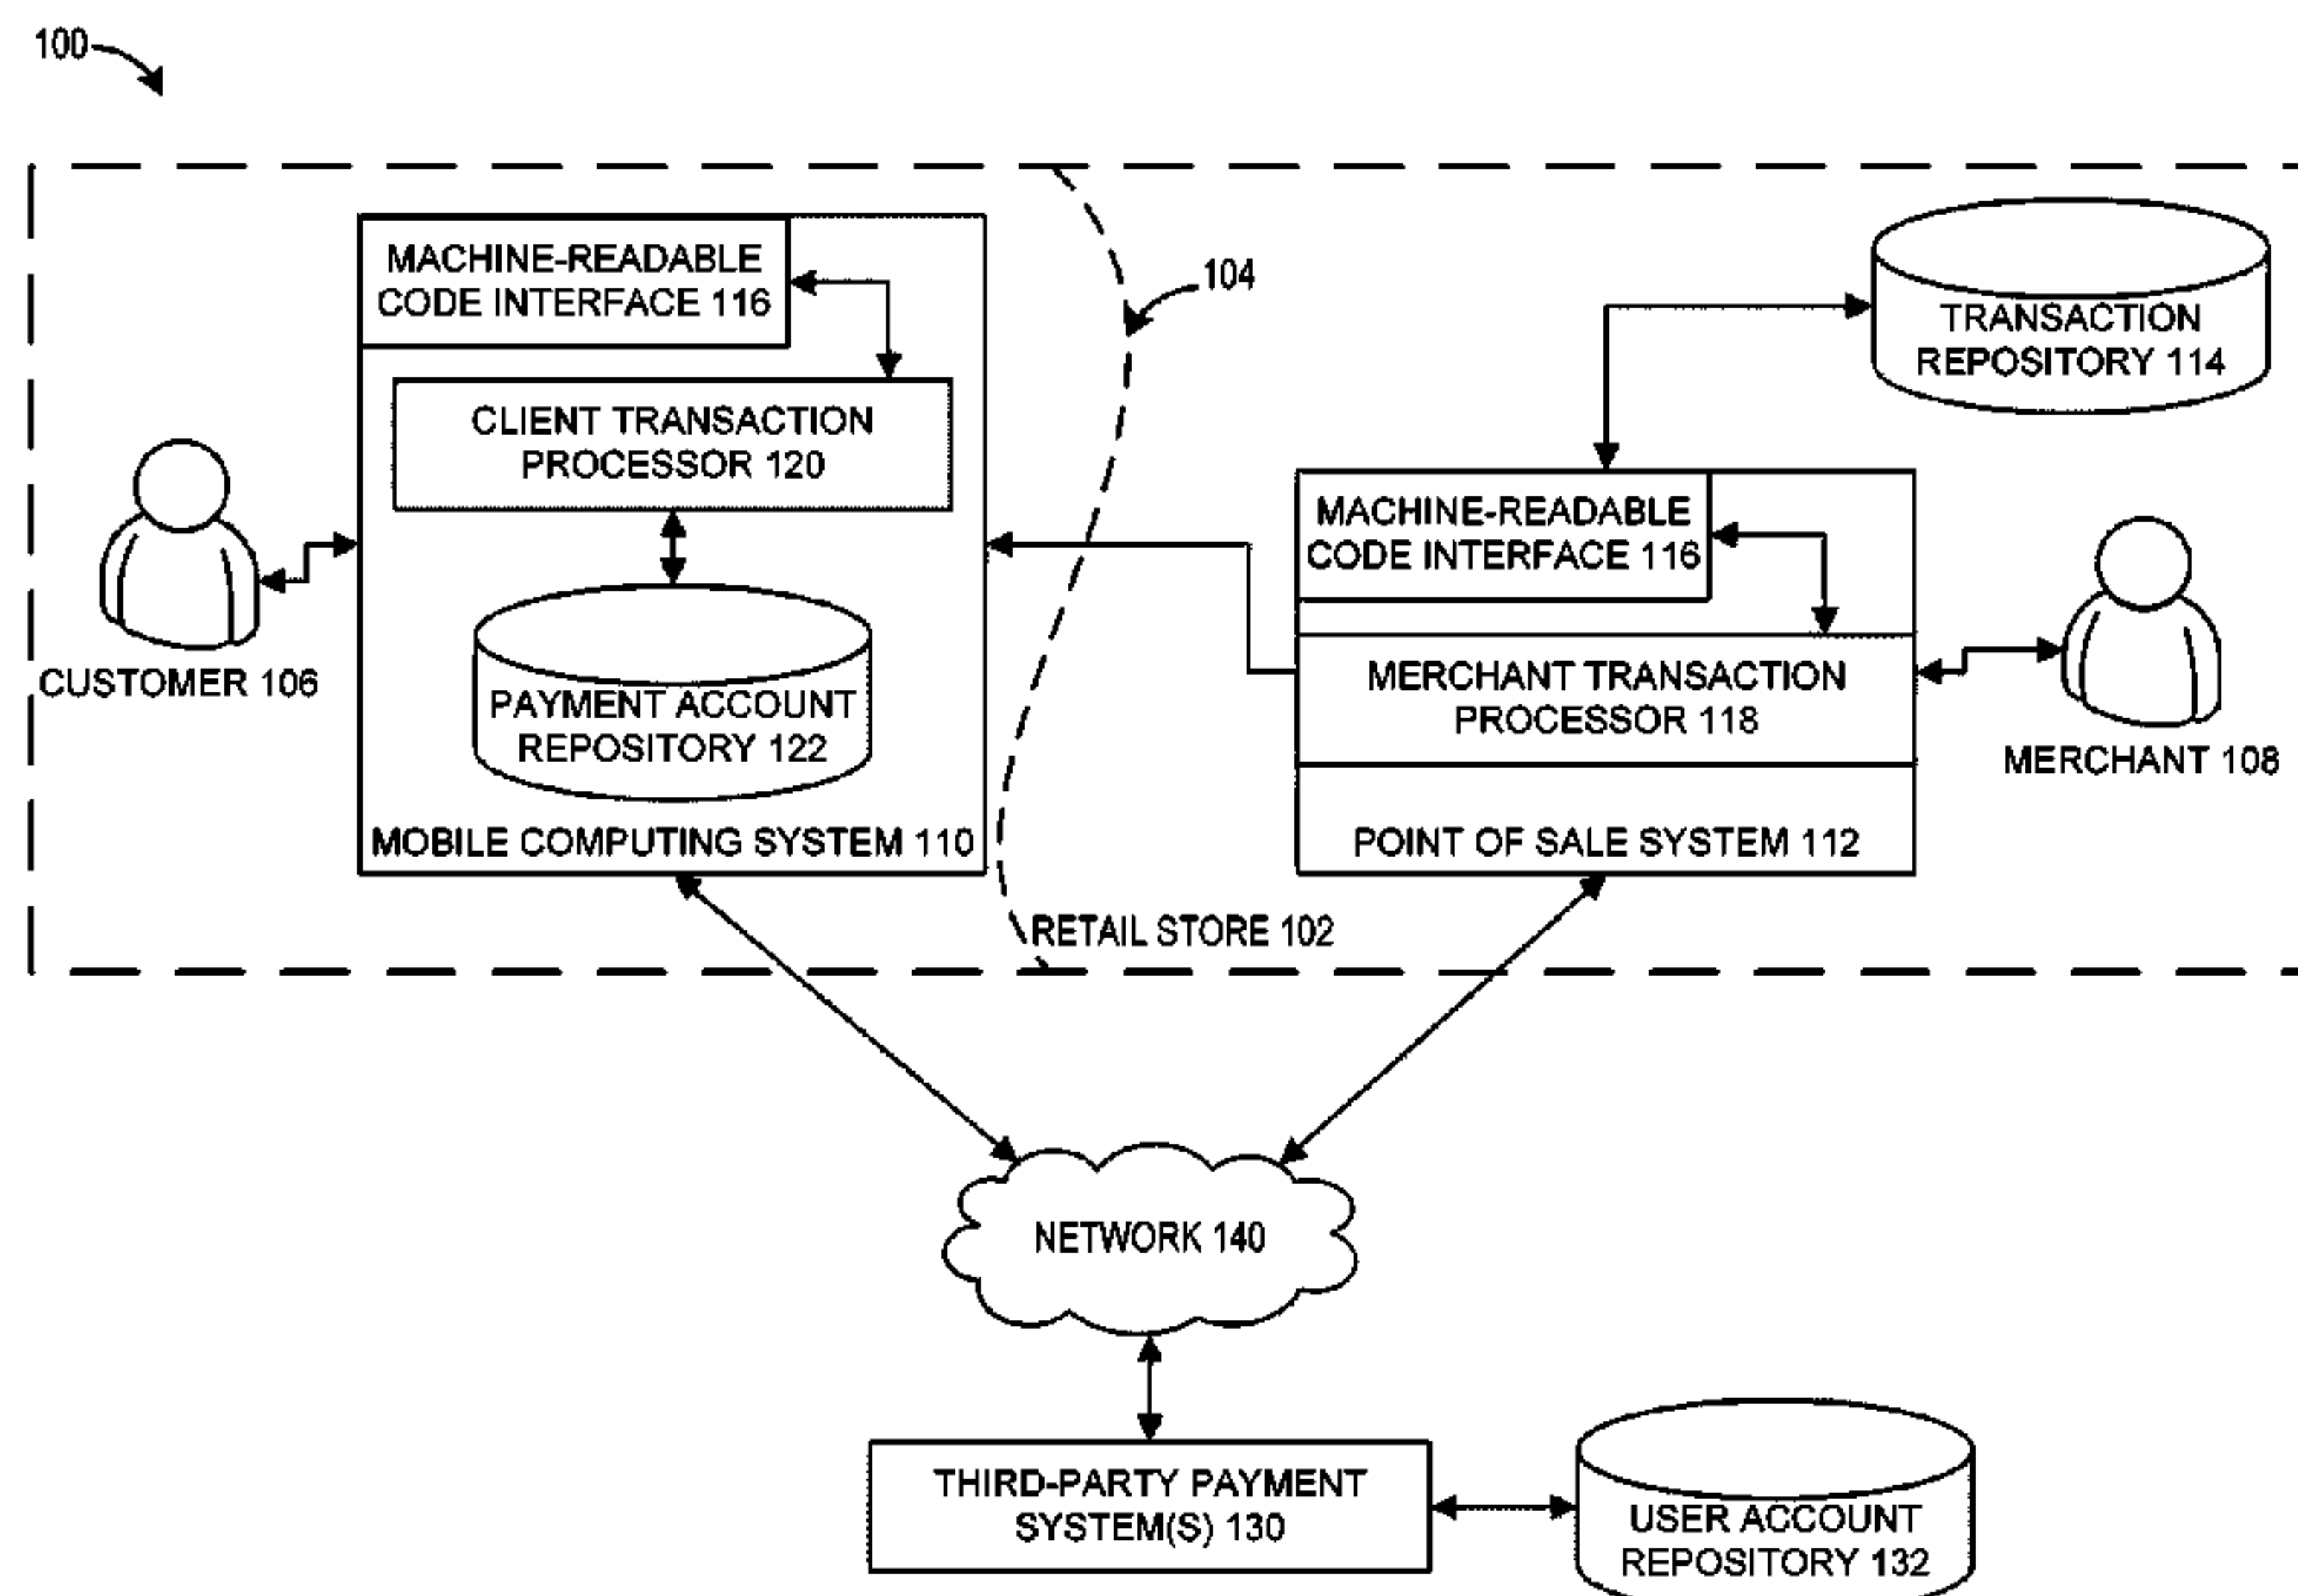 100
MACHINE-READABLE
CODE INTERFACE 116
104
TRANSACTION
REPOSITORY 114
CLIENT TRANSACTION
PROCESSOR 120
MACHINE-READABLE
CODE INTERFACE 116
CUSTOMER 106
PAYMENT ACCOUNT
REPOSITORY 122
MERCHANT TRANSACTION
PROCESSOR 118
MERCHANT 108
MOBILE COMPUTING SYSTEM 110
POINT OF SALE SYSTEM 112
RETAIL STORE 102
NETWORK 140
THIRD-PARTY PAYMENT
SYSTEM(S) 130
USER ACCOUNT
REPOSITORY 132